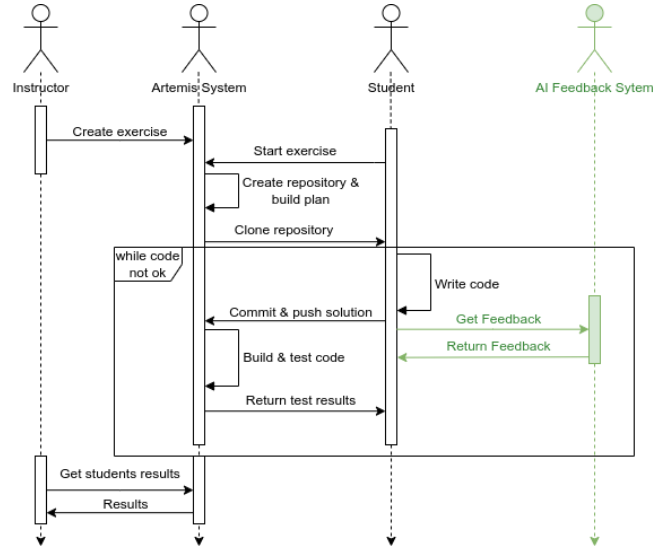 Instructor
Artemis System
Student
AI Feedback Sytem
Create exercise
Start exercise
Create repository &
build plan
Clone repository
while code
not ok
Write code
Commit & push solution
Get Feedback
Return Feedback
Build & test code
Return test results
Get students results
Results